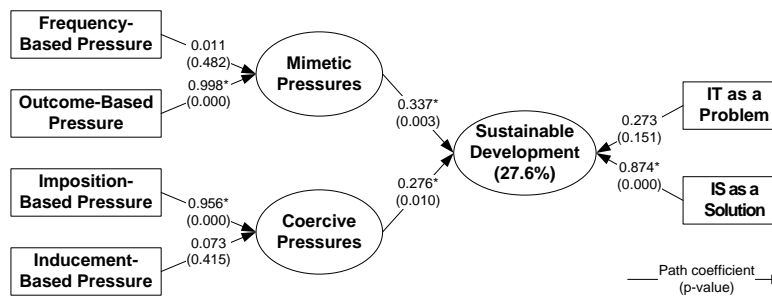 Frequency-
Based Pressure
0.011
(0.482)
0.998*
(0.000)
Outcome-Based
Pressure
Mimetic
Pressures
0.337*
(0.003)
Imposition-
Based Pressure
0.956*
(0.000)
0.073
(0.415)
Inducement-
Based Pressure
Coercive
Pressures
0.276*
(0.010)
Sustainable
Development
(27.6%)
IT as a
Problem
0.273
(0.151)
0.874*
(0.000)
IS as a
Solution
Path coefficient
(p-value)